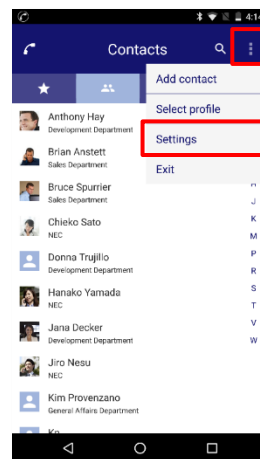 4:14
Contacts
Add contact
Select profile
Settings
Exit
Anthony Hay
Development Department
Brian Anstett
Sales Department
Bruce Spurrier
Sales Department
Chieko Sato
NEC
Donna Trujillo
Development Department
Hanako Yamada
NEC
Jana Decker
Development Department
Jiro Nesu
NEC
Kim Provenzano
General Affairs Department
J
K
M
P
R
S
T
V
W